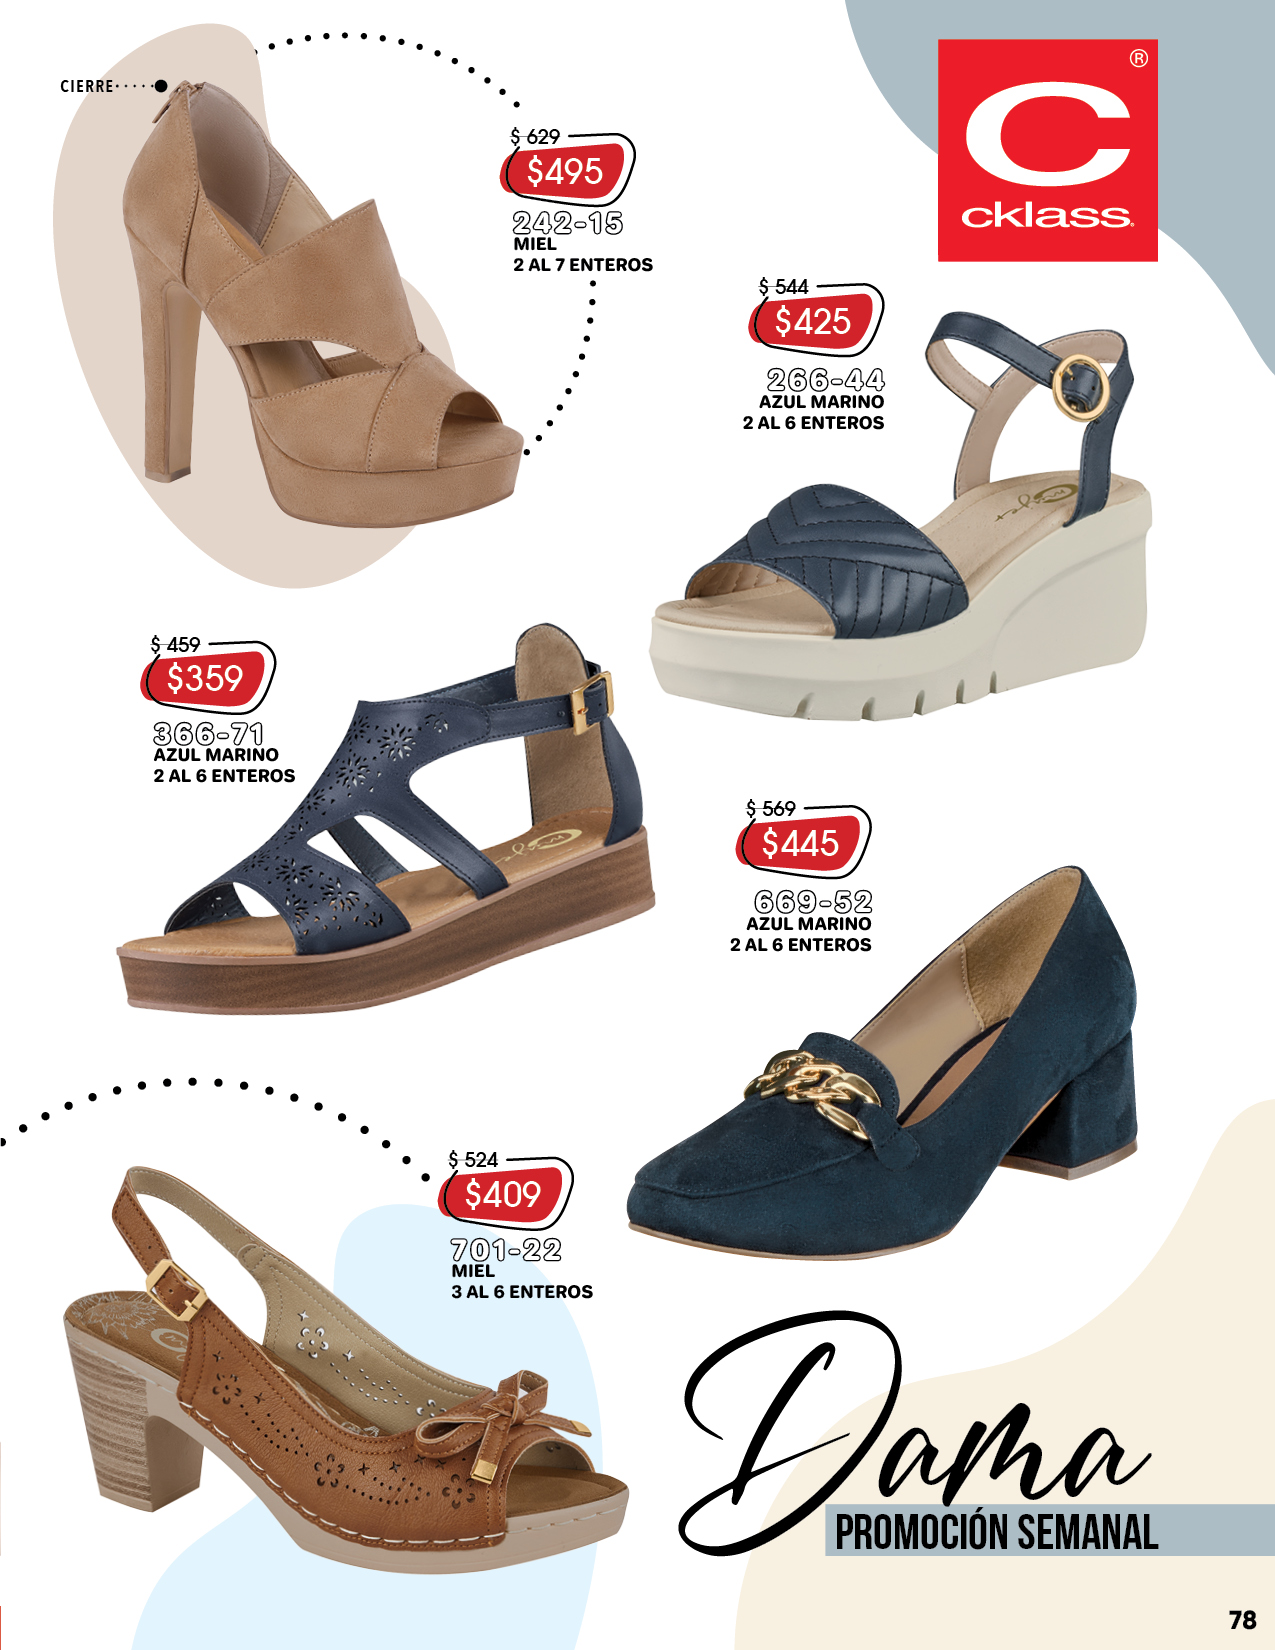 CIERRE
$ 629
$495
242-15
MIEL
2 AL 7 ENTEROS
®
C
cklass®
$ 544
$425
266-44
AZUL MARINO
2 AL 6 ENTEROS
$ 459
$359
366-71
AZUL MARINO
2 AL 6 ENTEROS
$ 569
$445
669-52
AZUL MARINO
2 AL 6 ENTEROS
$ 524
$409
701-22
MIEL
3 AL 6 ENTEROS
Dama
PROMOCIÓN SEMANAL
78